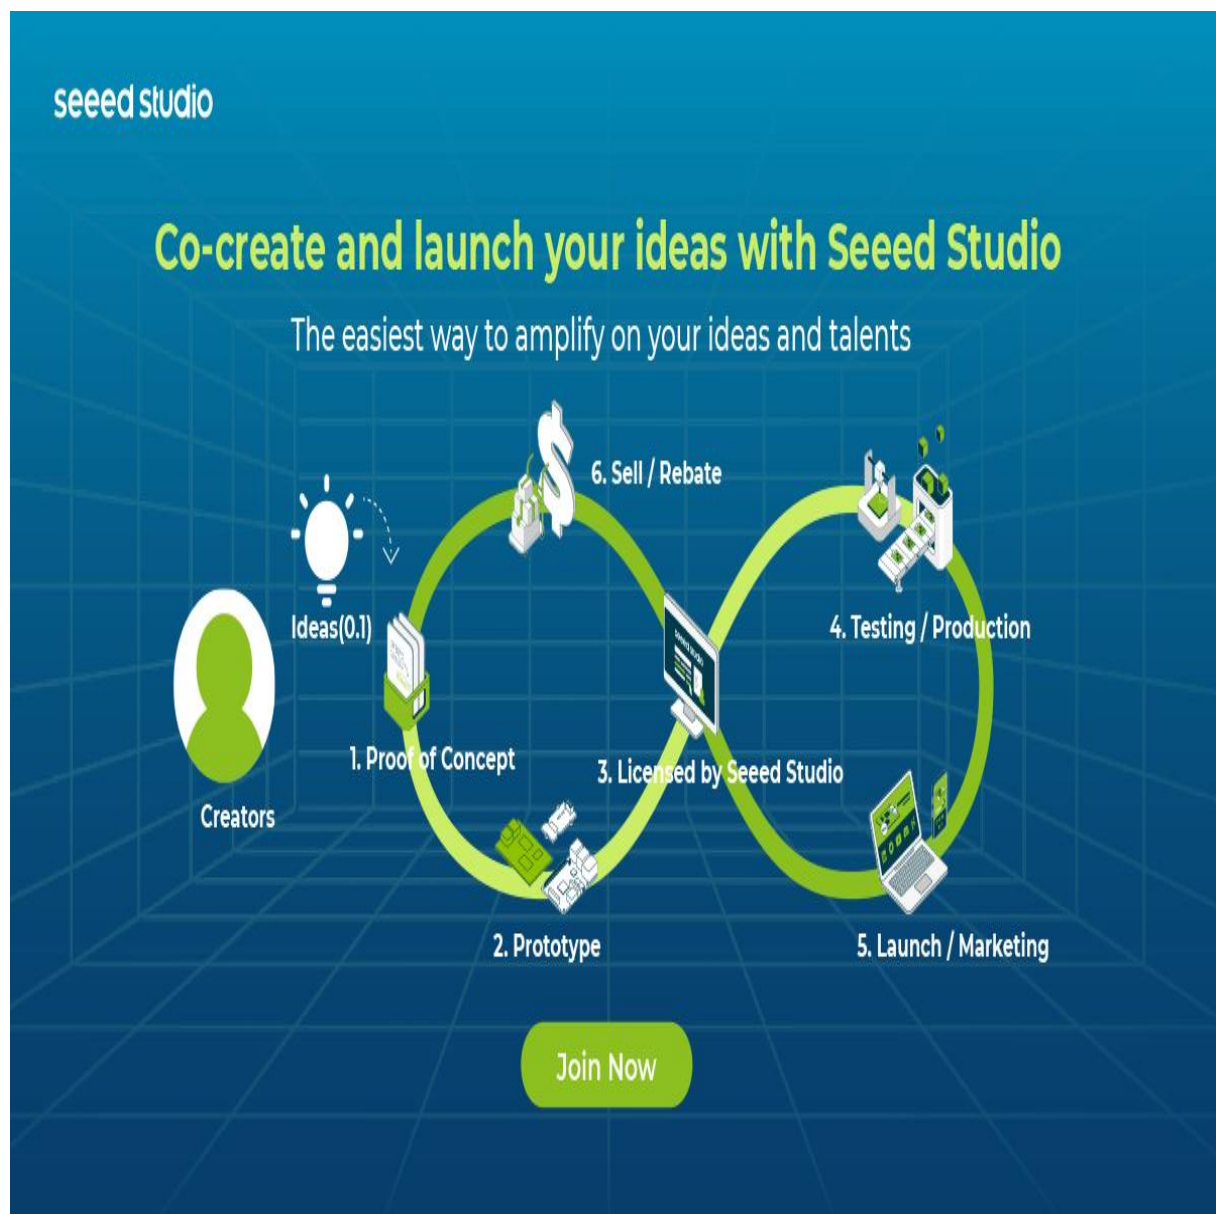 seeed studio
Co-create and launch your ideas with Seeed Studio
The easiest way to amplify on your ideas and talents
6. Sell / Rebate
Ideas(0.1)
4. Testing / Production
seeed studio
1. Proof of Concept
3. Licensed by Seeed Studio
Creators
2. Prototype
5. Launch / Marketing
Join Now